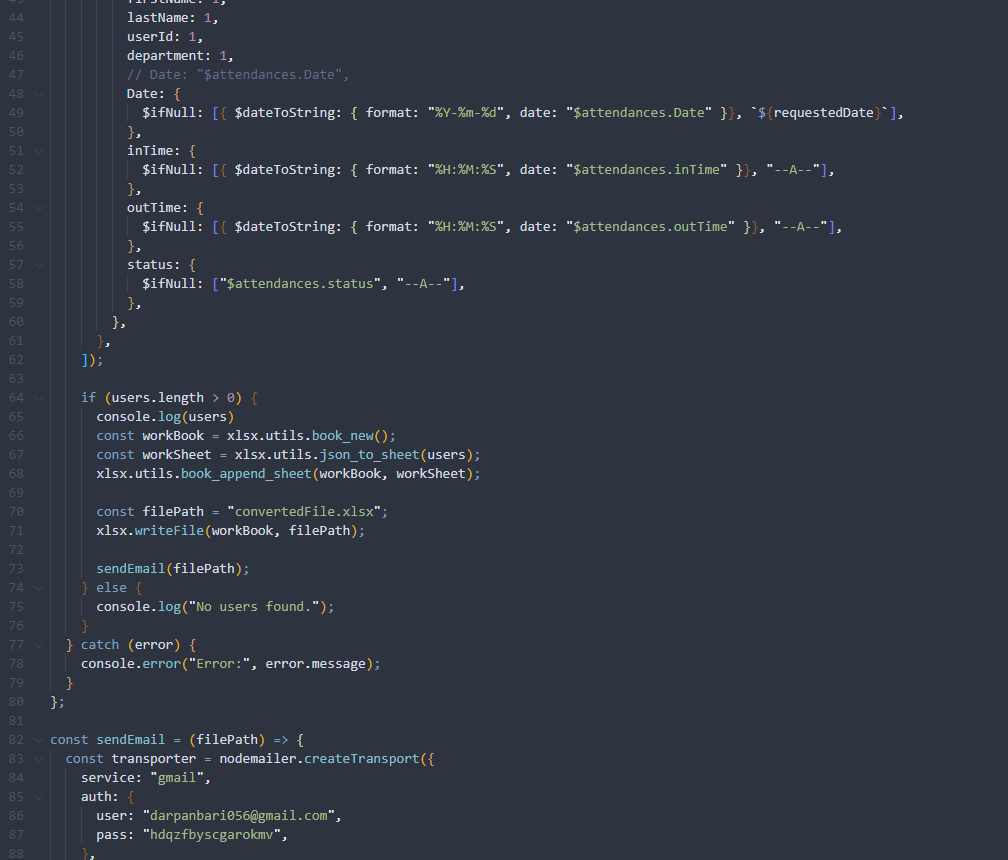 43 firstName: 1,
44 lastName: 1,
45 userId: 1,
46 department: 1,
47 // Date: "$attendances.Date",
48 Date: {
49 $ifNull: [{ $dateToString: { format: "%Y-%m-%d", date: "$attendances.Date" }}, `${requestedDate}`],
50 },
51 inTime: {
52 $ifNull: [{ $dateToString: { format: "%H:%M:%S", date: "$attendances.inTime" }}, "--A--"],
53 },
54 outTime: {
55 $ifNull: [{ $dateToString: { format: "%H:%M:%S", date: "$attendances.outTime" }}, "--A--"],
56 },
57 status: {
58 $ifNull: ["$attendances.status", "--A--"],
59 },
60 },
61 },
62 ]);
63
64 if (users.length > 0) {
65 console.log(users)
66 const workBook = xlsx.utils.book_new();
67 const workSheet = xlsx.utils.json_to_sheet(users);
68 xlsx.utils.book_append_sheet(workBook, workSheet);
69
70 const filePath = "convertedFile.xlsx";
71 xlsx.writeFile(workBook, filePath);
72
73 sendEmail(filePath);
74 } else {
75 console.log("No users found.");
76 }
77 } catch (error) {
78 console.error("Error:", error.message);
79 }
80 };
81
82 const sendEmail = (filePath) => {
83 const transporter = nodemailer.createTransport({
84 service: "gmail",
85 auth: {
86 user: "darpanbari056@gmail.com",
87 pass: "hdqzfbyscgarokmv",
88 },